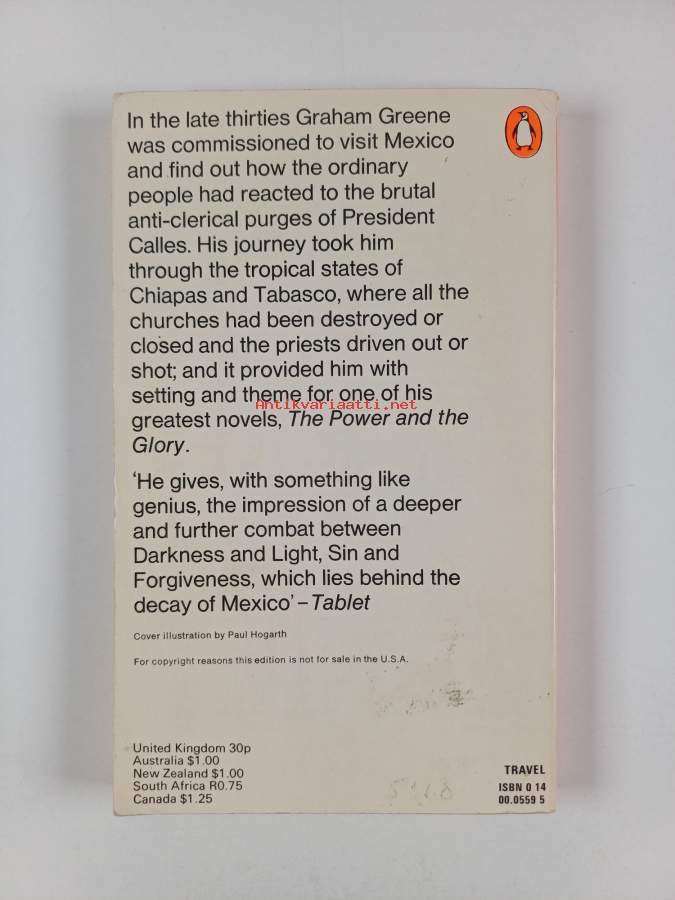 In the late thirties Graham Greene
was commissioned to visit Mexico
and find out how the ordinary
people had reacted to the brutal
anti-clerical purges of President
Calles. His journey took him
through the tropical states of
Chiapas and Tabasco, where all the
churches had been destroyed or
closed and the priests driven out or
shot; and it provided him with
setting and theme for one of his
Antikvariaatti.net
greatest novels, The Power and the
Glory.
‘He gives, with something like
genius, the impression of a deeper
and further combat between
Darkness and Light, Sin and
Forgiveness, which lies behind the
decay of Mexico’ – Tablet
Cover illustration by Paul Hogarth
For copyright reasons this edition is not for sale in the U.S.A.
United Kingdom 30p
Australia $1.00
New Zealand $1.00
South Africa R0.75
Canada $1.25
TRAVEL
ISBN 0 14
00.0559 5